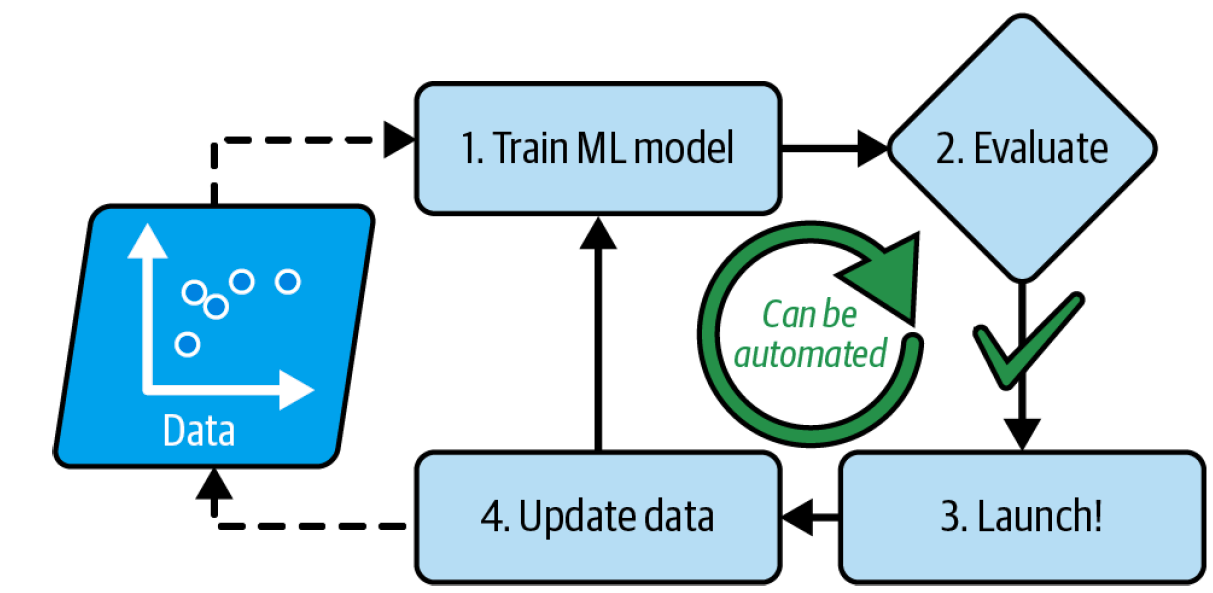 1. Train ML model
2. Evaluate
Can be
automated
Data
4. Update data
3. Launch!